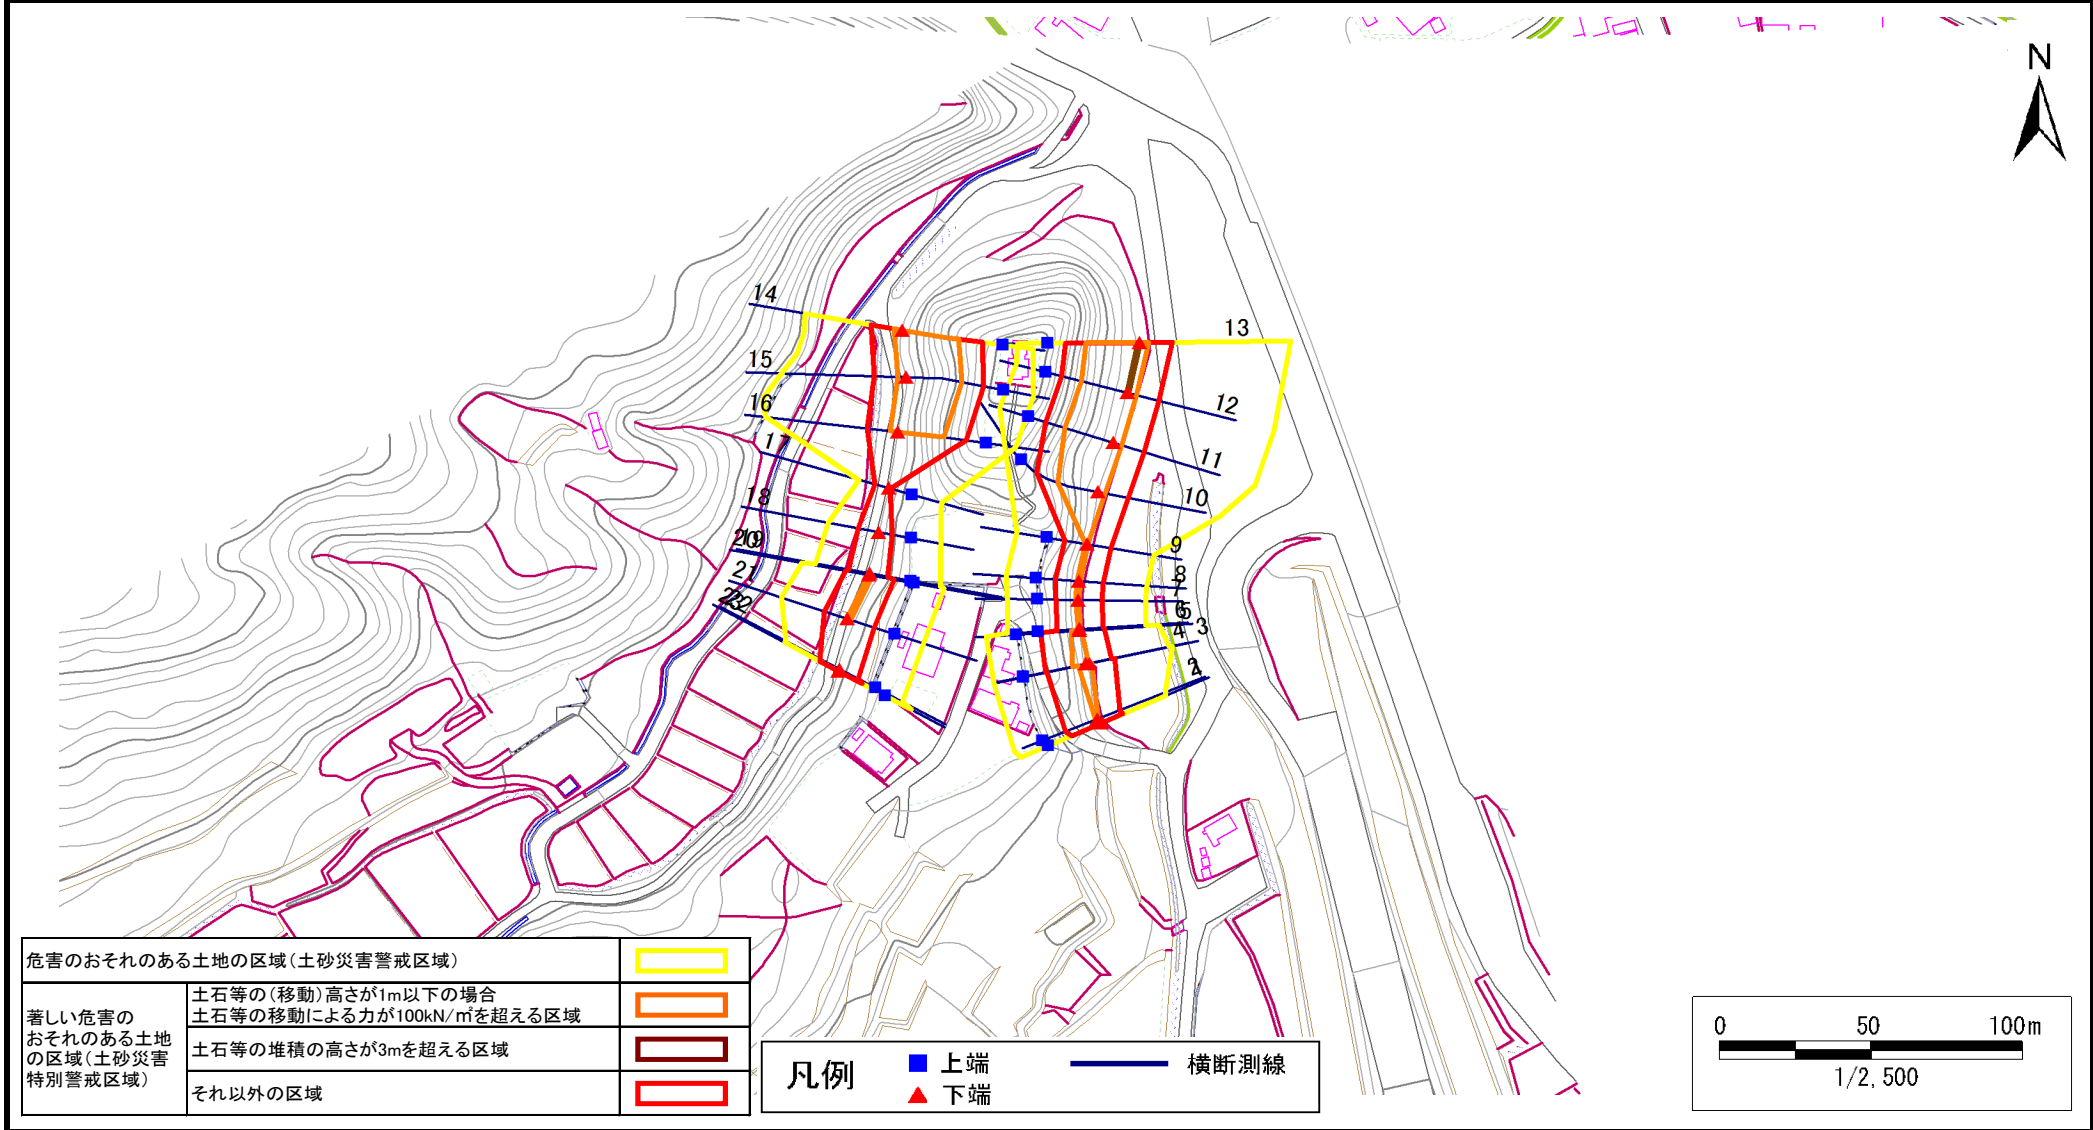 N
14
13
15
12
16
17
11
18
10
20 19
9
21
8
7
6 5
22
4 3
2
危害のおそれのある土地の区域(土砂災害警戒区域)
著しい危害の
おそれのある土地
の区域(土砂災害
特別警戒区域)
土石等の(移動)高さが1m以下の場合
土石等の移動による力が100kN/㎡を超える区域
土石等の堆積の高さが3mを超える区域
それ以外の区域
凡例
上端
下端
横断測線
0 50 100m
1/2,500